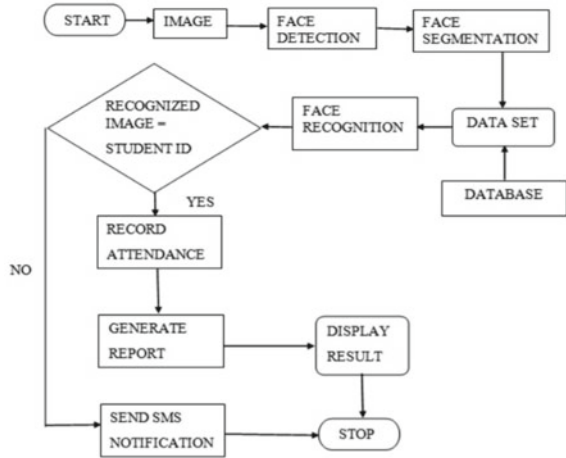 START
IMAGE
FACE
DETECTION
FACE
SEGMENTATION
RECOGNIZED
IMAGE =
STUDENT ID
FACE
RECOGNITION
DATA SET
DATABASE
YES
RECORD
ATTENDANCE
NO
GENERATE
REPORT
DISPLAY
RESULT
SEND SMS
NOTIFICATION
STOP